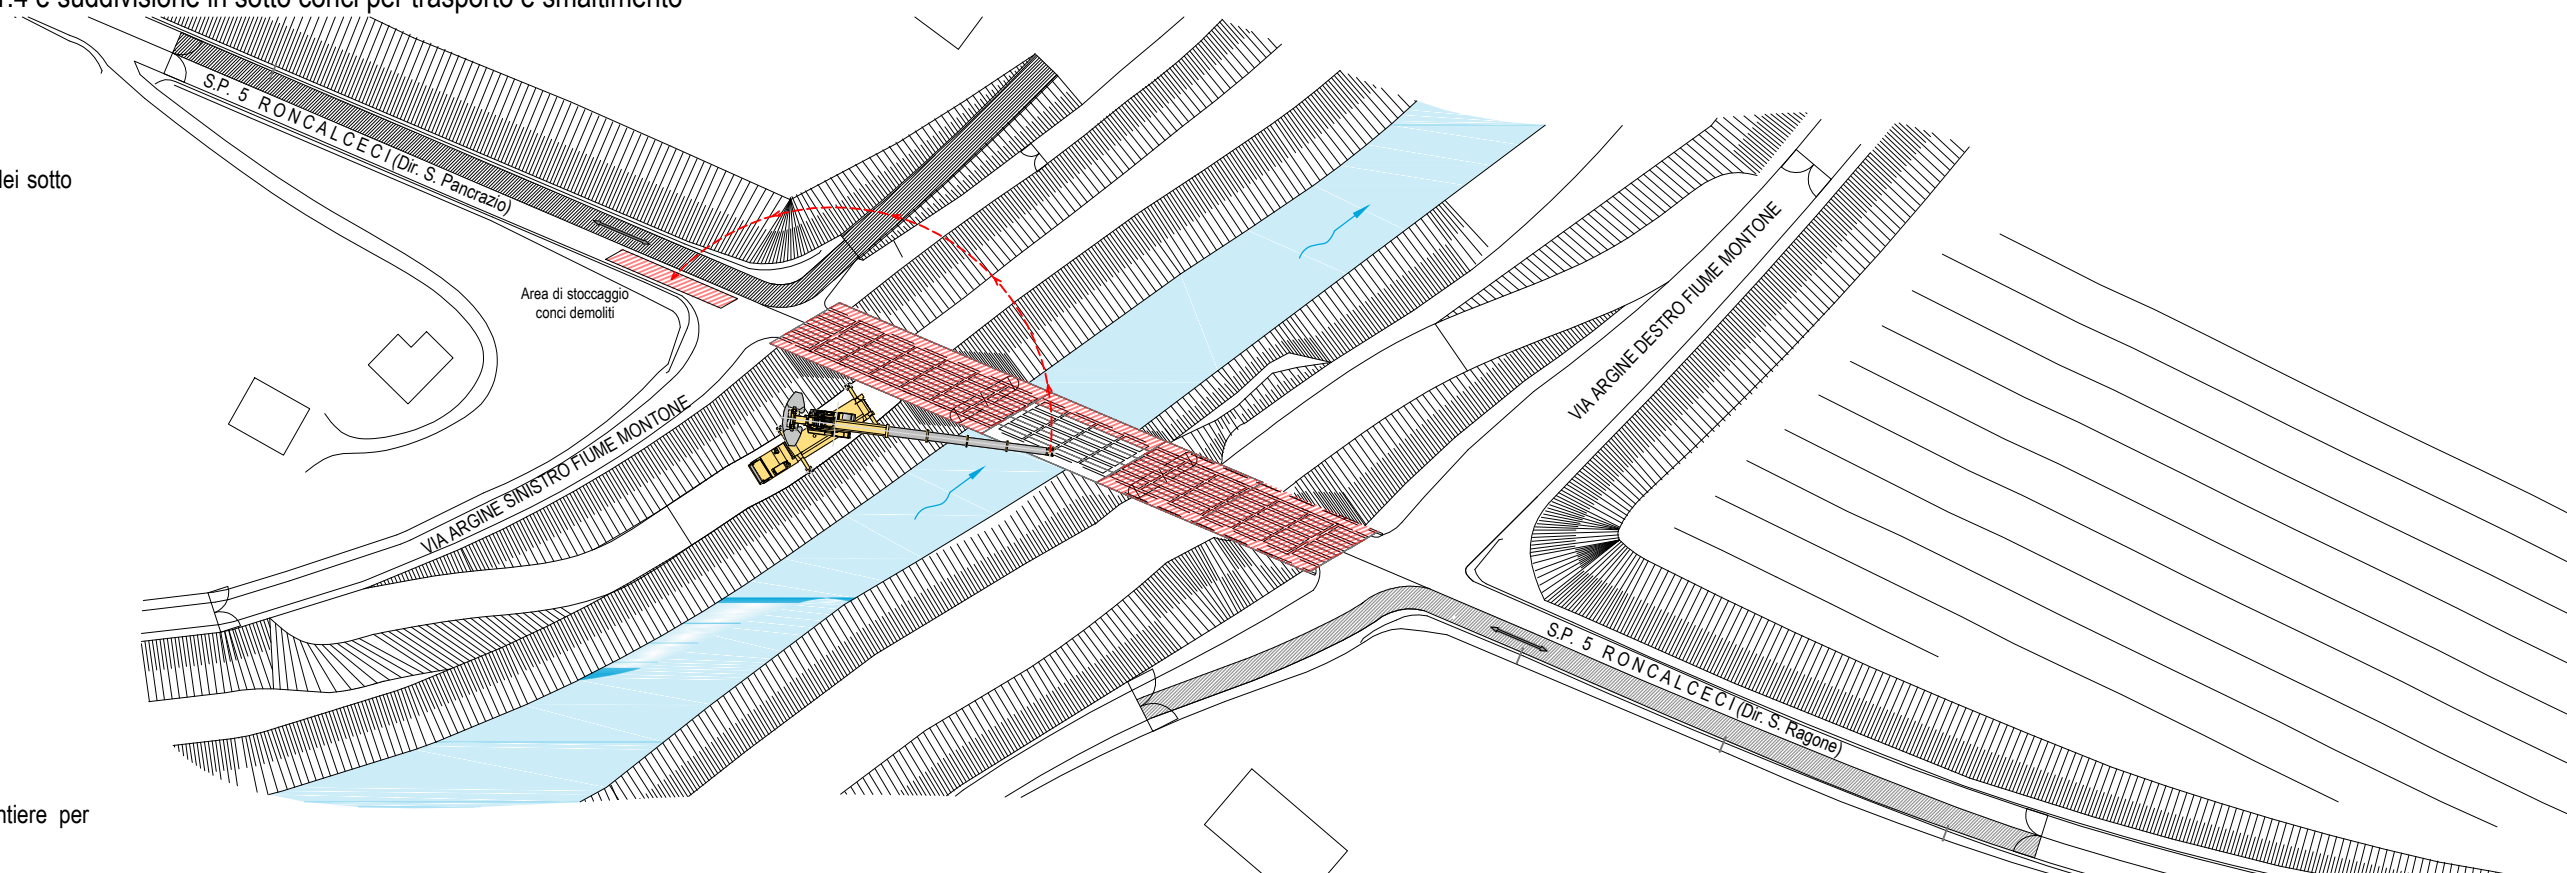 e suddivisione in sotto conci per trasporto e smaltimento
S.P. 5 RONCALCECI (Dir. S. Pancrazio)
dei sotto
Area di stoccaggio
conci demoliti
VIA ARGINE SINISTRO FIUME MONTONE
VIA ARGINE DESTRO FIUME MONTONE
S.P. 5 RONCALCECI (Dir. S. Ragone)
ntiere per